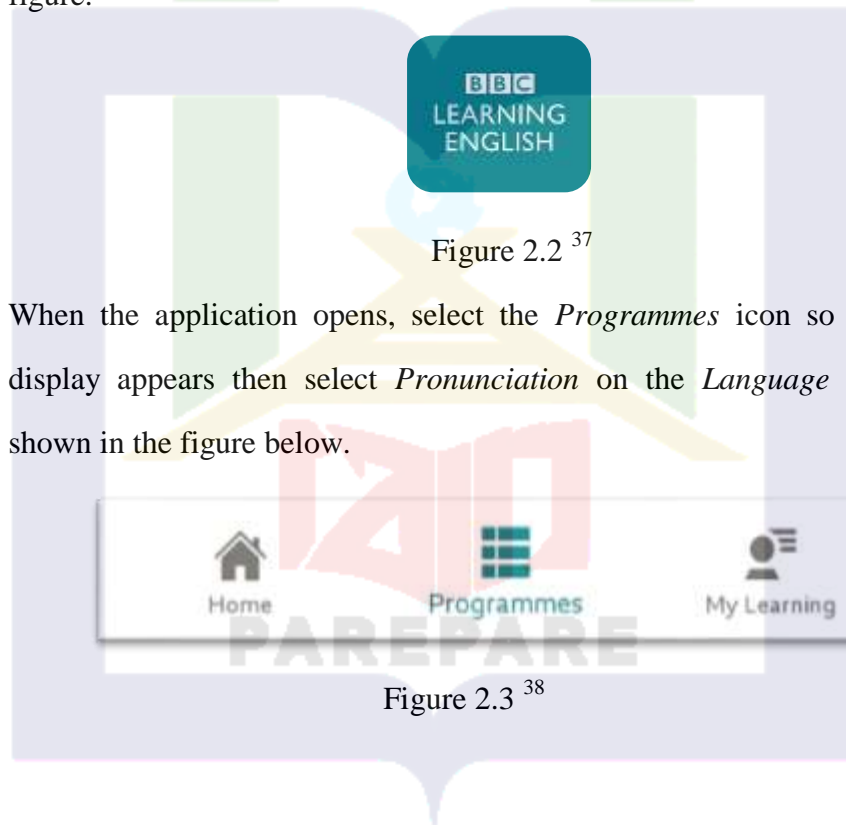 figure.
BBC
LEARNING
ENGLISH
Figure 2.2 37
When the application opens, select the Programmes icon so
display appears then select Pronunciation on the Language
shown in the figure below.
Home Programmes My Learning
PAREPARE
Figure 2.3 38